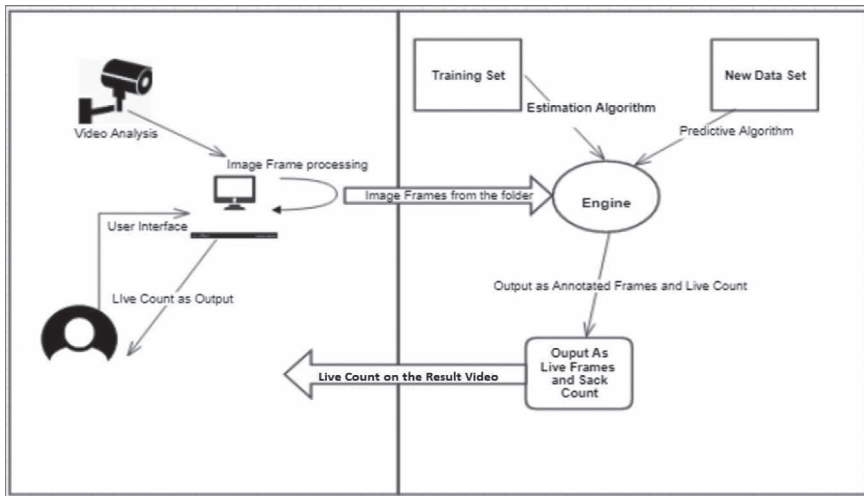 Video Analysis
Image Frame processing
User Interface
LIve Count as Output
Training Set
New Data Set
Estimation Algorithm
Predictive Algorithm
Image Frames from the folder
Engine
Output as Annotated Frames and Live Count
Ouput As
Live Frames
and Sack
Count
Live Count on the Result Video